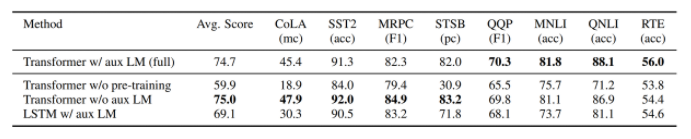 Method Avg. Score CoLA SST2 MRPC STSB QQP MNLI QNLI RTE
(mc) (acc) (F1) (pc) (F1) (acc) (acc) (acc)
Transformer w/ aux LM (full) 74.7 45.4 91.3 82.3 82.0 70.3 81.8 88.1 56.0
Transformer w/o pre-training 59.9 18.9 84.0 79.4 30.9 65.5 75.7 71.2 53.8
Transformer w/o aux LM 75.0 47.9 92.0 84.9 83.2 69.8 81.1 86.9 54.4
LSTM w/ aux LM 69.1 30.3 90.5 83.2 71.8 68.1 73.7 81.1 54.6